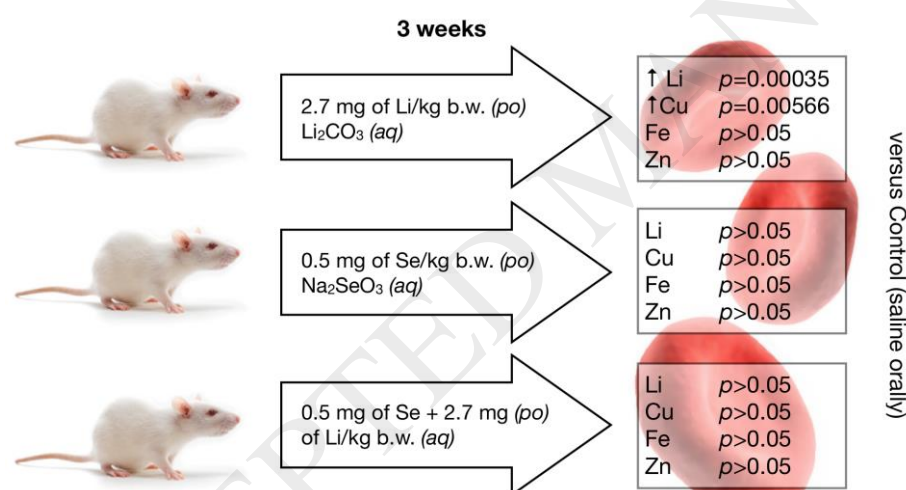 3 weeks
2.7 mg of Li/kg b.w. (po)
Li₂CO₃ (aq)
↑ Li p=0.00035
↑Cu p=0.00566
Fe p>0.05
Zn p>0.05
0.5 mg of Se/kg b.w. (po)
Na₂SeO₃ (aq)
Li p>0.05
Cu p>0.05
Fe p>0.05
Zn p>0.05
0.5 mg of Se + 2.7 mg (po)
of Li/kg b.w. (aq)
Li p>0.05
Cu p>0.05
Fe p>0.05
Zn p>0.05
versus Control (saline orally)
EPTED MAN